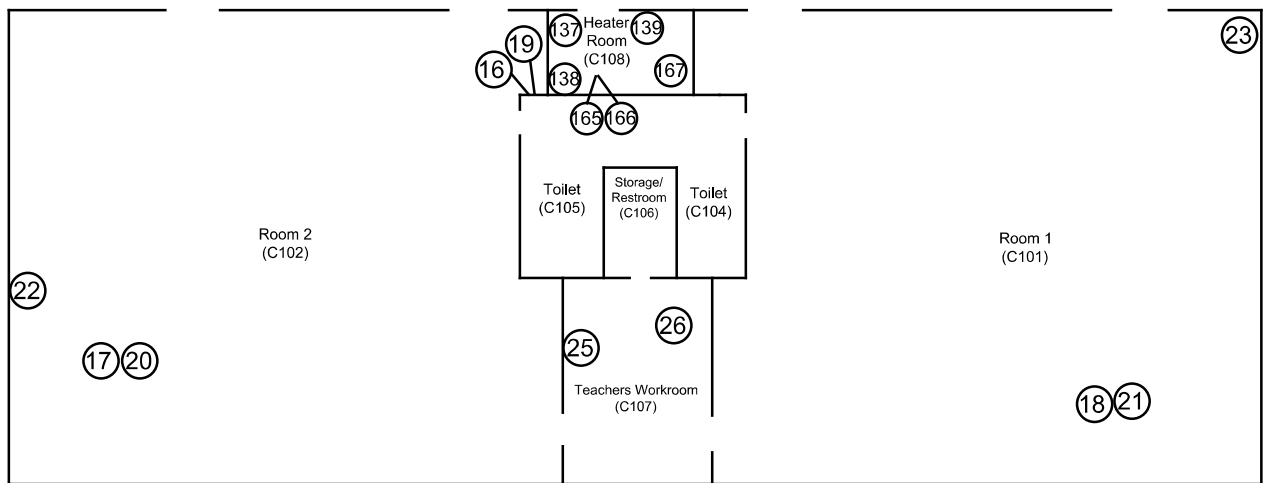 137
Heater
Room
(C108)
139
23
19
16
138
167
165
166
Toilet
(C105)
Storage/
Restroom
(C106)
Toilet
(C104)
Room 2
(C102)
Room 1
(C101)
22
17
20
25
26
Teachers Workroom
(C107)
18
21